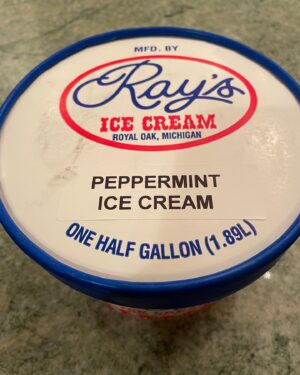 MFD. BY
Ray's
ICE CREAM
ROYAL OAK, MICHIGAN
PEPPERMINT
ICE CREAM
ONE HALF GALLON (1.89L)